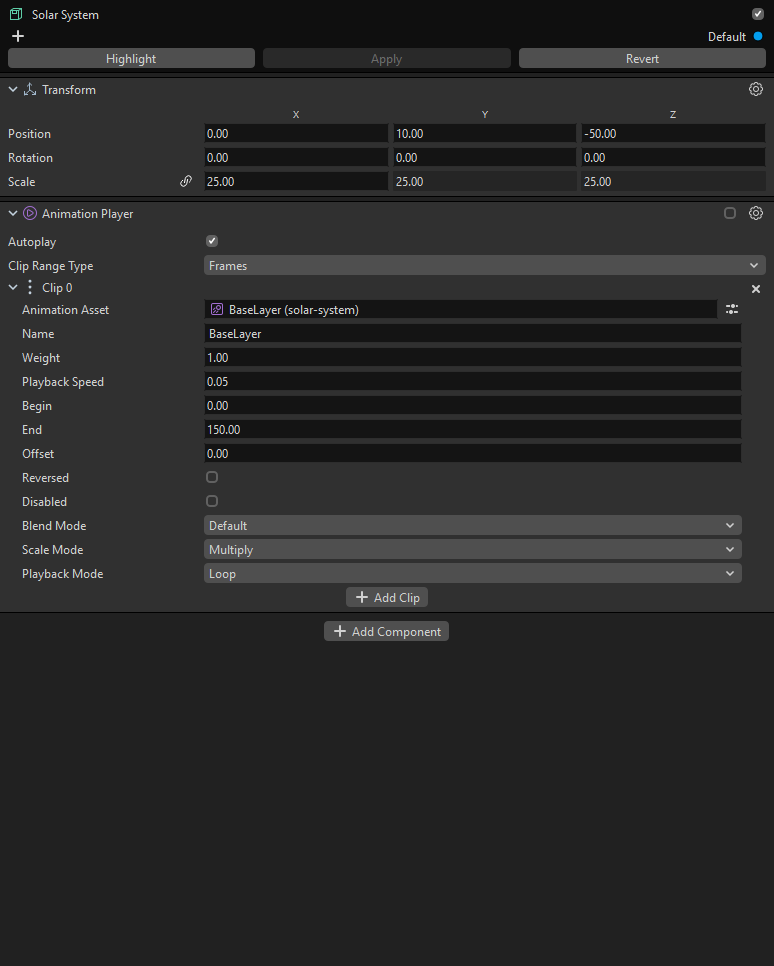 Solar System
Default
Highlight Apply Revert
Transform
X Y Z
Position 0.00 10.00 -50.00
Rotation 0.00 0.00 0.00
Scale 25.00 25.00 25.00
Animation Player
Autoplay
Clip Range Type Frames
Clip 0
Animation Asset BaseLayer (solar-system)
Name BaseLayer
Weight 1.00
Playback Speed 0.05
Begin 0.00
End 150.00
Offset 0.00
Reversed
Disabled
Blend Mode Default
Scale Mode Multiply
Playback Mode Loop
Add Clip
Add Component